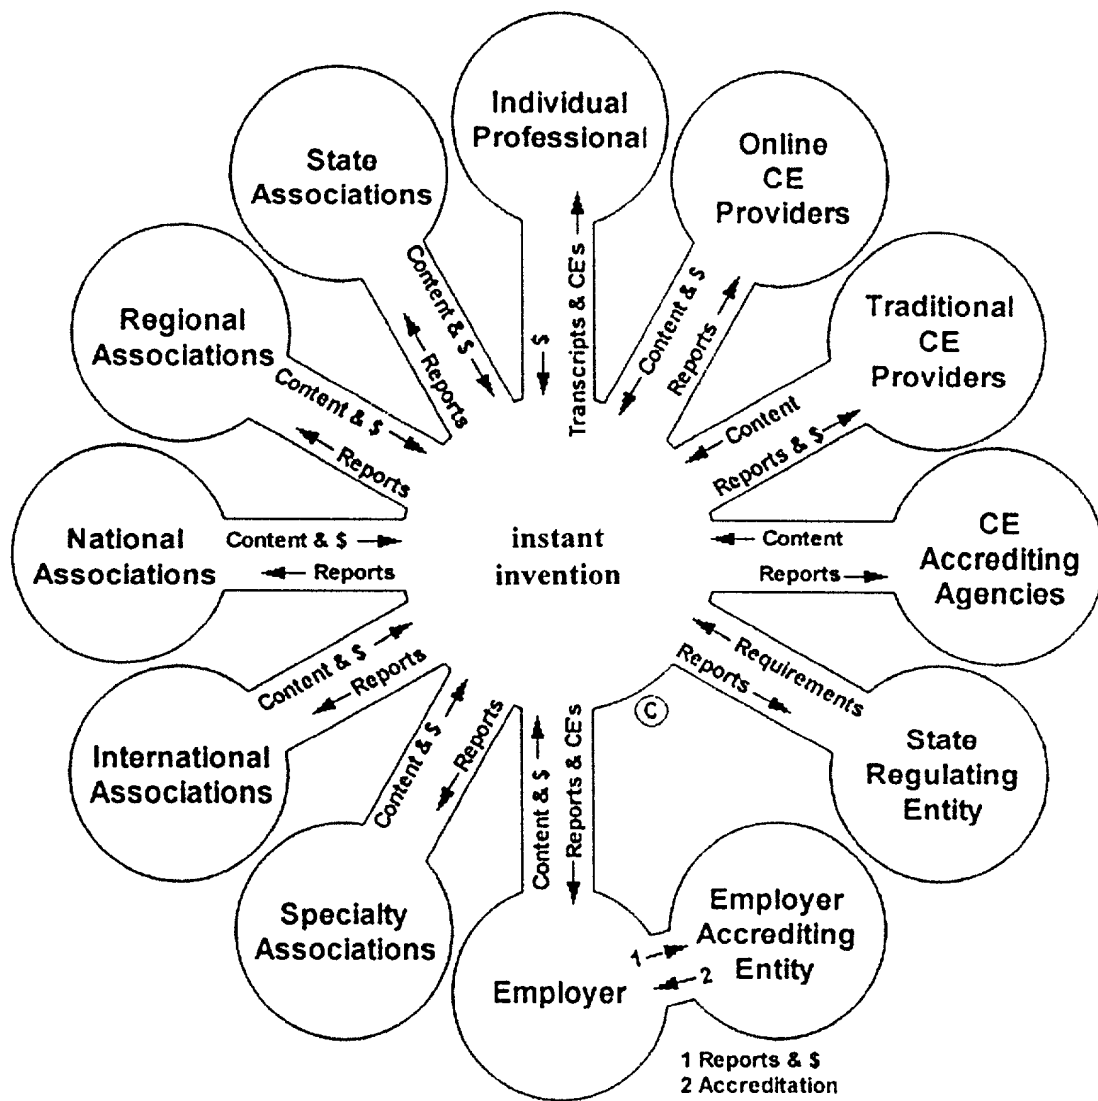 Individual
Professional
$
Transcripts & CE's
Online
CE
Providers
Content & $
Reports
Traditional
CE
Providers
Content
Reports & $
CE
Accrediting
Agencies
Content
Reports
State
Regulating
Entity
Requirements
Reports
C
Employer
Accrediting
Entity
1
2
1 Reports & $
2 Accreditation
Employer
Content & $
Reports & CE's
Specialty
Associations
Content & $
Reports
International
Associations
Content & $
Reports
National
Associations
Content & $
Reports
Regional
Associations
Content & $
Reports
State
Associations
Content & $
Reports
instant
invention